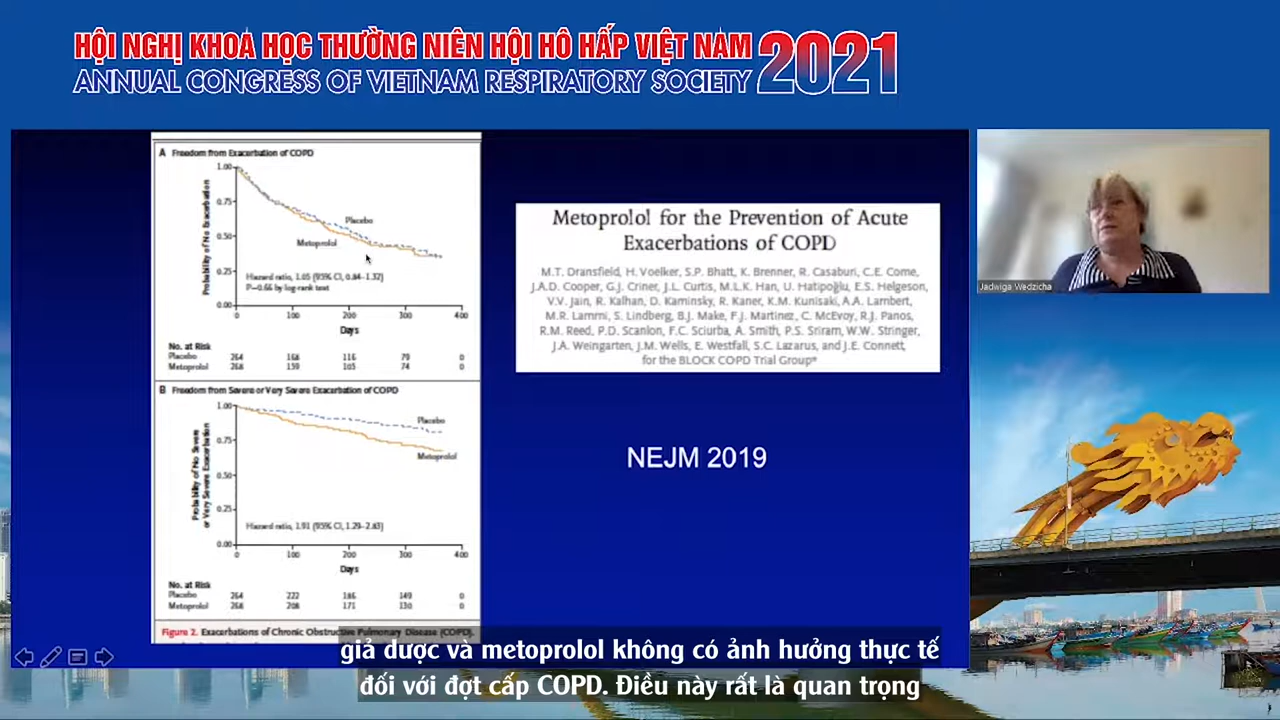 HỘI NGHỊ KHOA HỌC THƯỜNG NIÊN HỘI HÔ HẤP VIỆT NAM 2021
ANNUAL CONGRESS OF VIETNAM RESPIRATORY SOCIETY
A Freedom from Exacerbation of COPD
Probability of No Exacerbation
1.00
0.75
0.50
0.25
0.00
Placebo
Metoprolol
Hazard ratio, 1.05 (95% CI, 0.84–1.32)
P=0.66 by log-rank test
0 100 200 300 400
Days
No. at Risk
Placebo 264 168 116 79 0
Metoprolol 268 159 105 74 0
B Freedom from Severe or Very Severe Exacerbation of COPD
Probability of No Severe
or Very Severe Exacerbation
1.00
0.75
0.50
0.25
0.00
Placebo
Metoprolol
Hazard ratio, 1.91 (95% CI, 1.29–2.83)
0 100 200 300 400
Days
No. at Risk
Placebo 264 222 186 149 0
Metoprolol 268 208 171 130 0
Figure 2. Exacerbations of Chronic Obstructive Pulmonary Disease (COPD).
Metoprolol for the Prevention of Acute
Exacerbations of COPD
M.T. Dransfield, H. Voelker, S.P. Bhatt, K. Brenner, R. Casaburi, C.E. Come,
J.A.D. Cooper, G.J. Criner, J.L. Curtis, M.L.K. Han, U. Hatipoğlu, E.S. Helgeson,
V.V. Jain, R. Kalhan, D. Kaminsky, R. Kaner, K.M. Kunisaki, A.A. Lambert,
M.R. Lammi, S. Lindberg, B.J. Make, F.J. Martinez, C. McEvoy, R.J. Panos,
R.M. Reed, P.D. Scanlon, F.C. Sciurba, A. Smith, P.S. Sriram, W.W. Stringer,
J.A. Weingarten, J.M. Wells, E. Westfall, S.C. Lazarus, and J.E. Connett,
for the BLOCK COPD Trial Group*
NEJM 2019
Jadwiga Wedzicha
giả dược và metoprolol không có ảnh hưởng thực tế
đối với đợt cấp COPD. Điều này rất là quan trọng